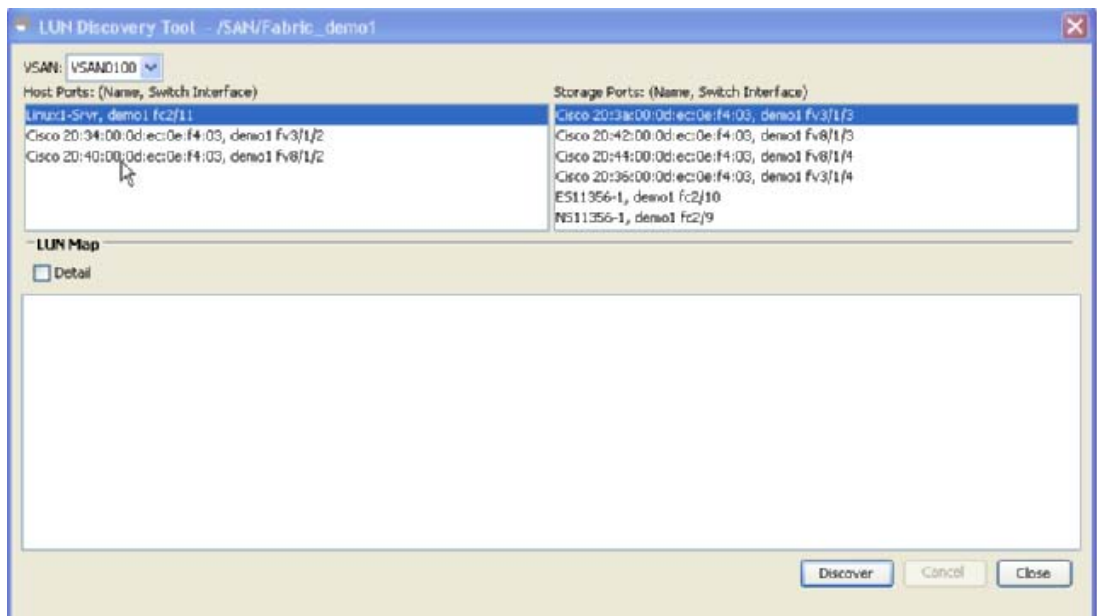 LUN Discovery Tool - /SAN/Fabric_demo1
VSAN: VSAN0100
Host Ports: (Name, Switch Interface)
Linux1-Srvr, demo1 fc2/11
Cisco 20:34:00:0d:ec:0e:f4:03, demo1 fv3/1/2
Cisco 20:40:00:0d:ec:0e:f4:03, demo1 fv8/1/2
Storage Ports: (Name, Switch Interface)
Cisco 20:3a:00:0d:ec:0e:f4:03, demo1 fv3/1/3
Cisco 20:42:00:0d:ec:0e:f4:03, demo1 fv8/1/3
Cisco 20:44:00:0d:ec:0e:f4:03, demo1 fv8/1/4
Cisco 20:36:00:0d:ec:0e:f4:03, demo1 fv3/1/4
ES11356-1, demo1 fc2/10
NS11356-1, demo1 fc2/9
LUN Map
Detail
Discover Cancel Close